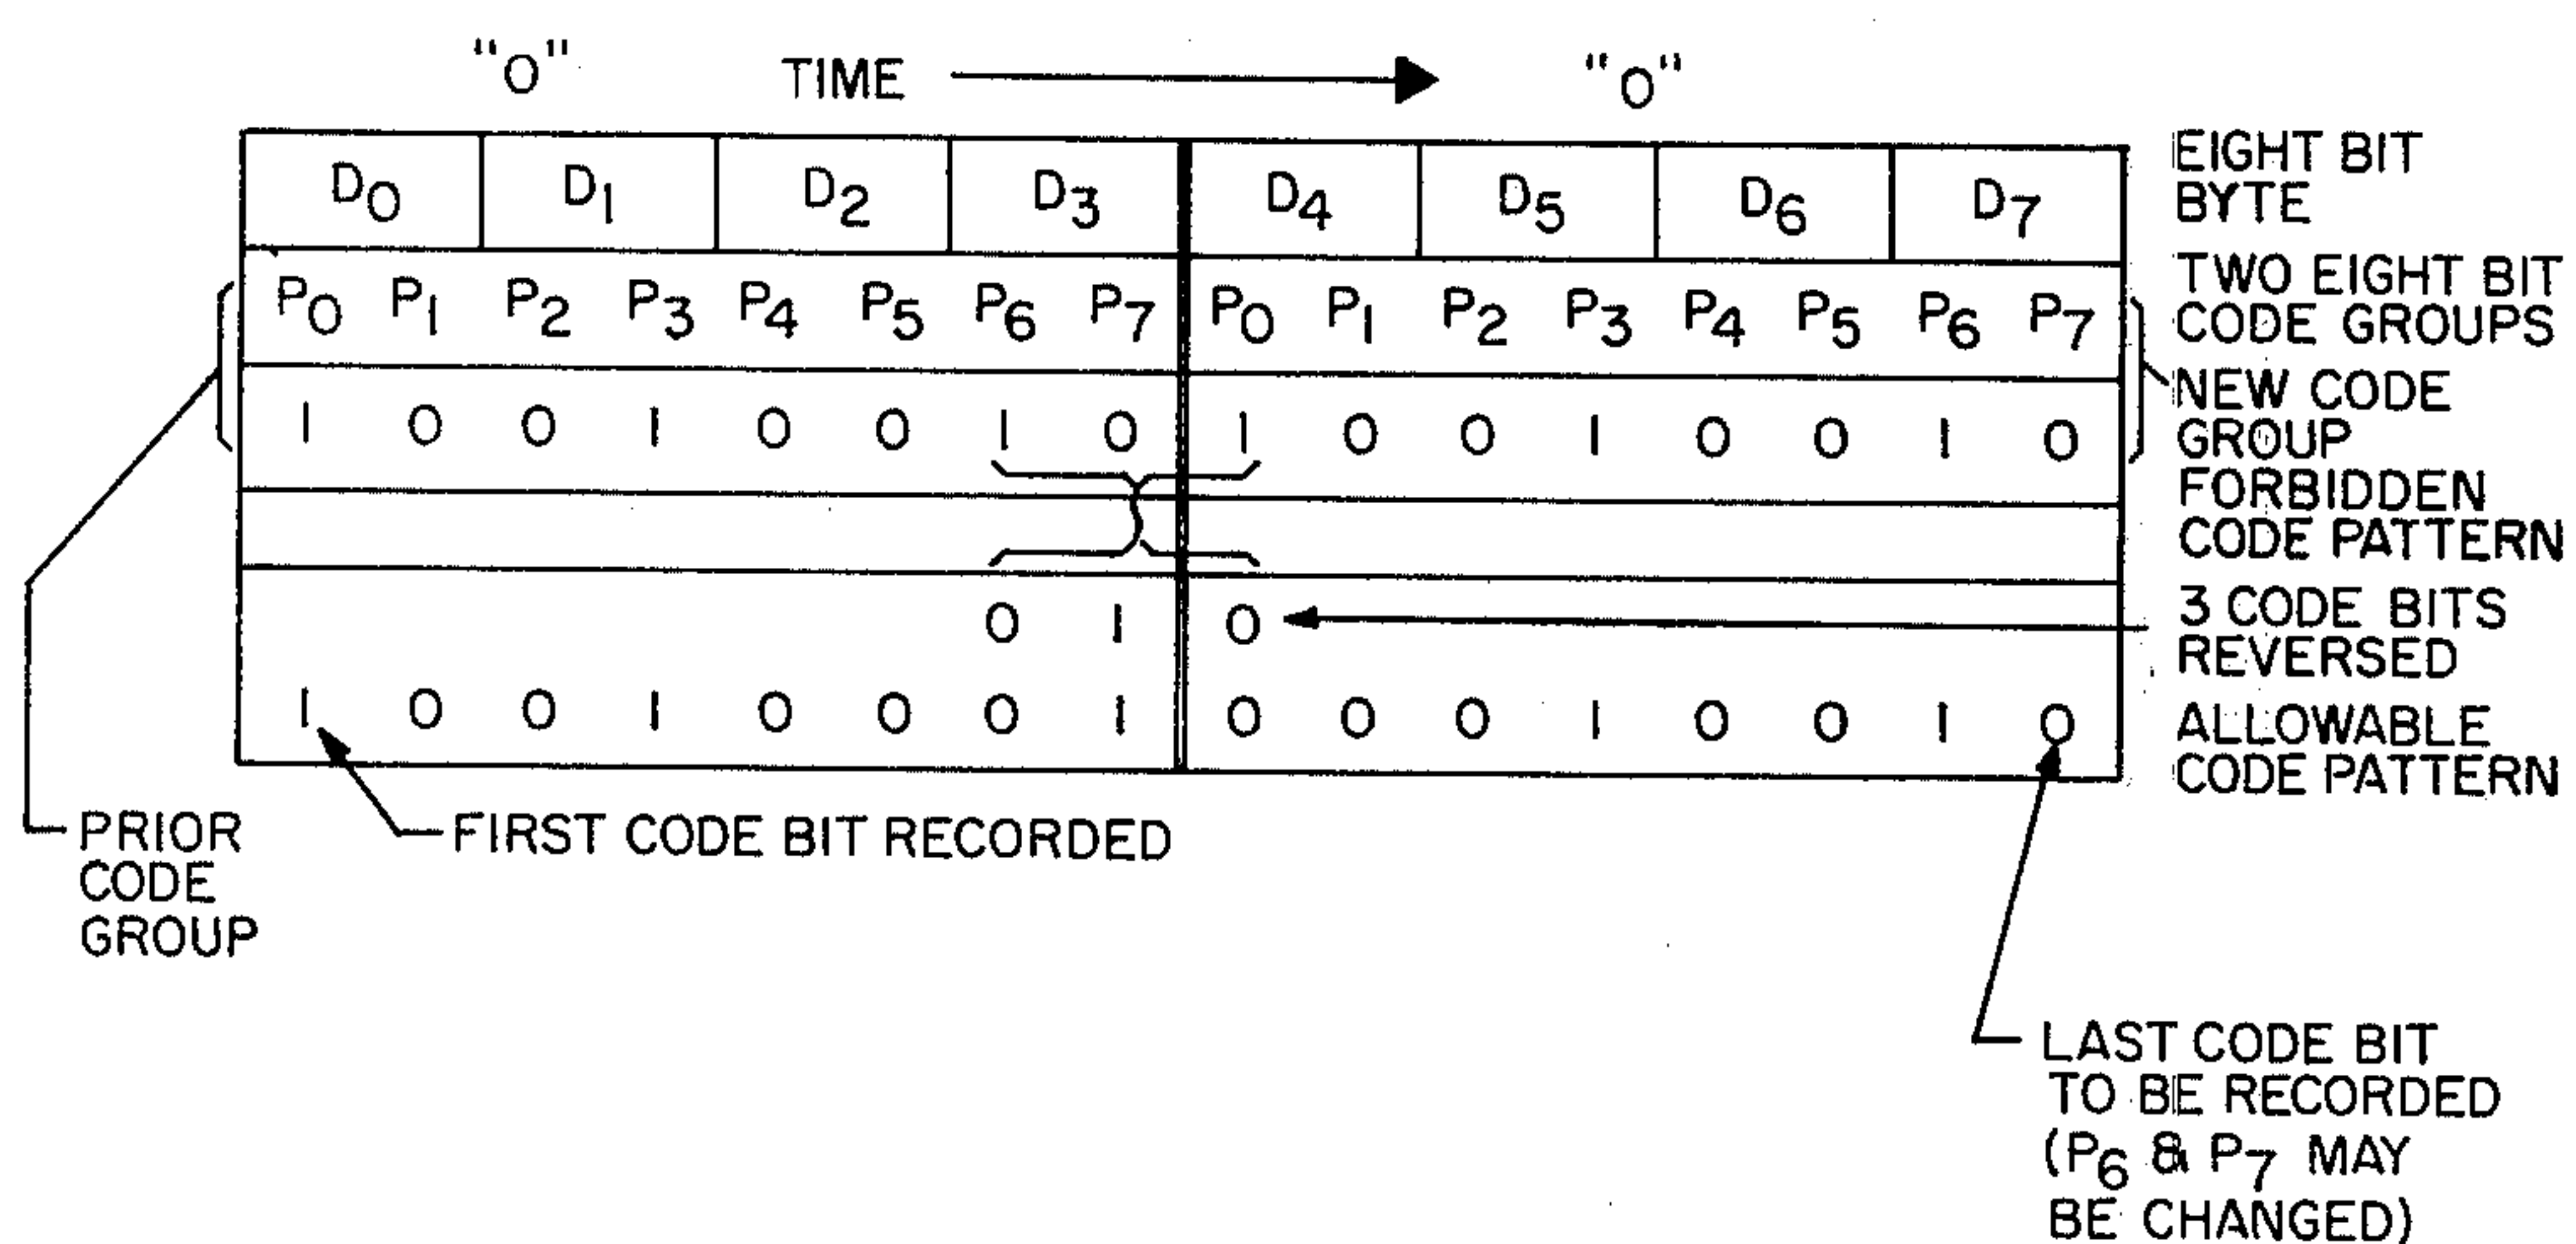 "0" TIME "0"
D0 D1 D2 D3 D4 D5 D6 D7
EIGHT BIT
BYTE
P0 P1 P2 P3 P4 P5 P6 P7 P0 P1 P2 P3 P4 P5 P6 P7
TWO EIGHT BIT
CODE GROUPS
1 0 0 1 0 0 1 0 1 0 0 1 0 0 1 0
NEW CODE
GROUP
FORBIDDEN
CODE PATTERN
0 1 0
3 CODE BITS
REVERSED
1 0 0 1 0 0 0 1 0 0 0 1 0 0 1 0
ALLOWABLE
CODE PATTERN
PRIOR
CODE
GROUP
FIRST CODE BIT RECORDED
LAST CODE BIT
TO BE RECORDED
(P6 & P7 MAY
BE CHANGED)